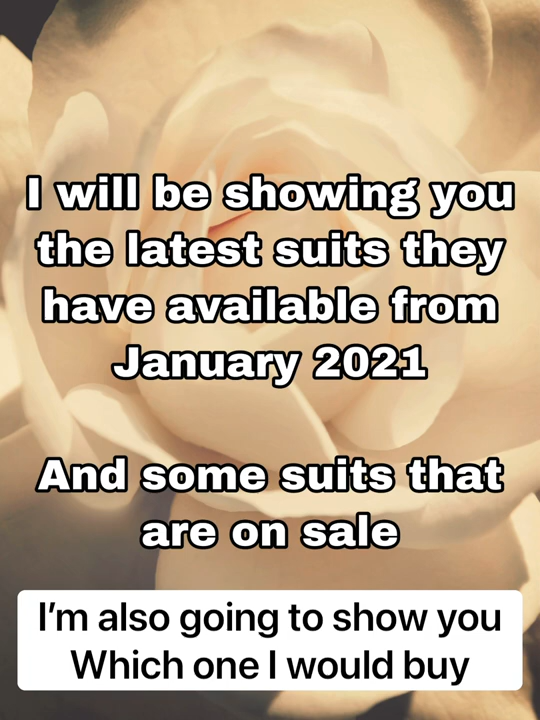 I will be showing you
the latest suits they
have available from
January 2021
And some suits that
are on sale
I'm also going to show you
Which one I would buy